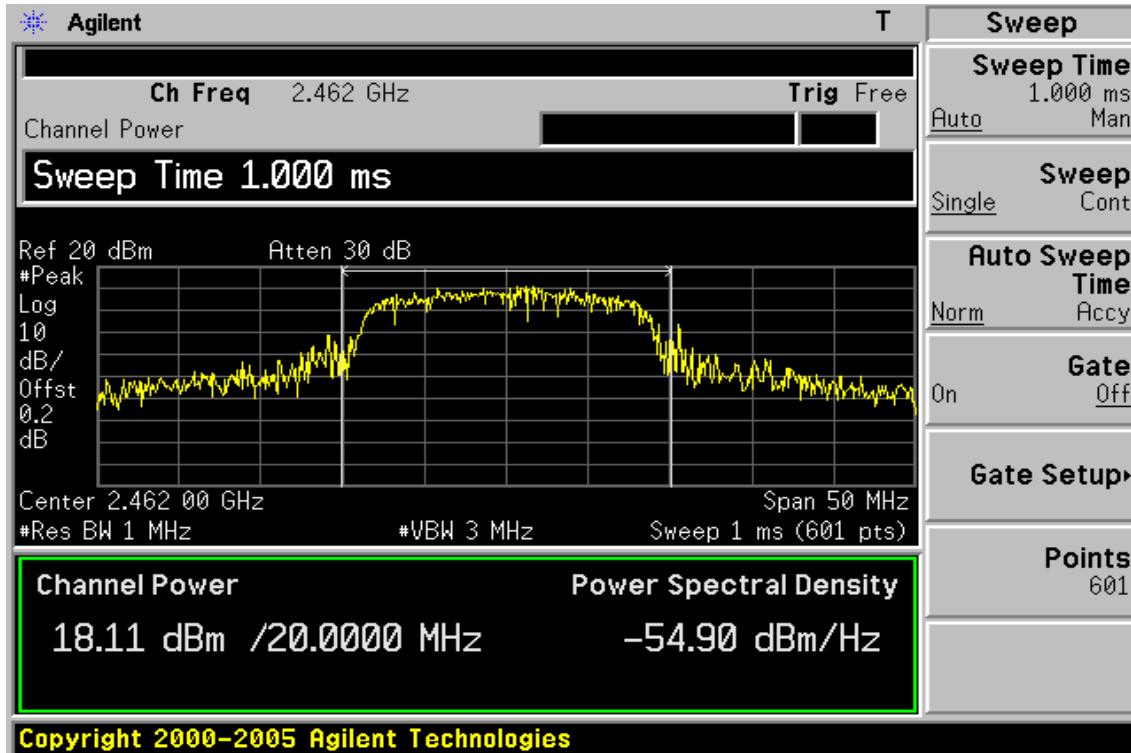 Agilent T
Ch Freq 2.462 GHz Trig Free
Channel Power
Sweep Time 1.000 ms
Ref 20 dBm Atten 30 dB
#Peak
Log
10
dB/
Offst
0.2
dB
Center 2.462 00 GHz Span 50 MHz
#Res BW 1 MHz #VBW 3 MHz Sweep 1 ms (601 pts)
Channel Power Power Spectral Density
18.11 dBm /20.0000 MHz -54.90 dBm/Hz
Copyright 2000-2005 Agilent Technologies
Sweep
Sweep Time
1.000 ms
Auto Man
Sweep
Single Cont
Auto Sweep
Time
Norm Accy
Gate
On Off
Gate Setup▸
Points
601